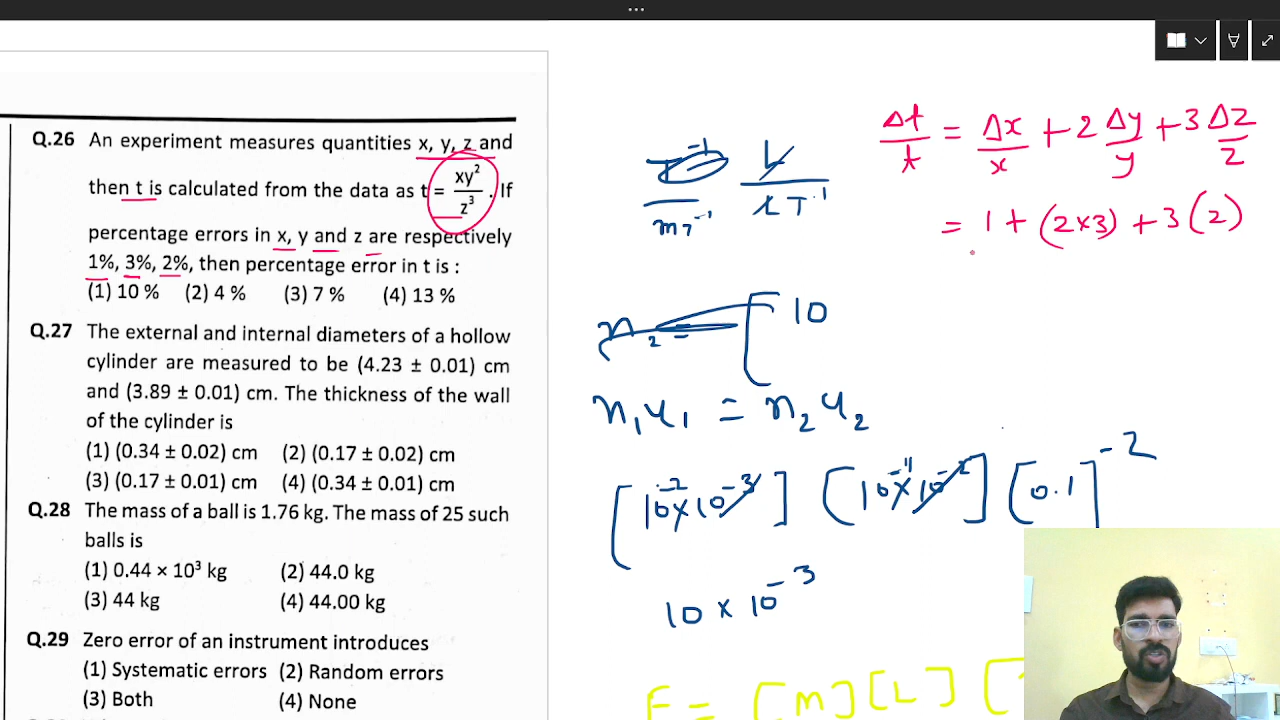 Q.26 An experiment measures quantities x, y, z and
then t is calculated from the data as t = xy²/z³. If
percentage errors in x, y and z are respectively
1%, 3%, 2%, then percentage error in t is :
(1) 10 % (2) 4 % (3) 7 % (4) 13 %
Q.27 The external and internal diameters of a hollow
cylinder are measured to be (4.23 ± 0.01) cm
and (3.89 ± 0.01) cm. The thickness of the wall
of the cylinder is
(1) (0.34 ± 0.02) cm (2) (0.17 ± 0.02) cm
(3) (0.17 ± 0.01) cm (4) (0.34 ± 0.01) cm
Q.28 The mass of a ball is 1.76 kg. The mass of 25 such
balls is
(1) 0.44 × 10³ kg (2) 44.0 kg
(3) 44 kg (4) 44.00 kg
Q.29 Zero error of an instrument introduces
(1) Systematic errors (2) Random errors
(3) Both (4) None
Δt/t = Δx/x + 2 Δy/y + 3 Δz/z
= 1 + (2×3) + 3(2)
n₂ = [ 10
n₁u₁ = n₂u₂
[10×10⁻³] [10×10⁻²] [0.1]⁻²
10 × 10⁻³
F = [M][L] [